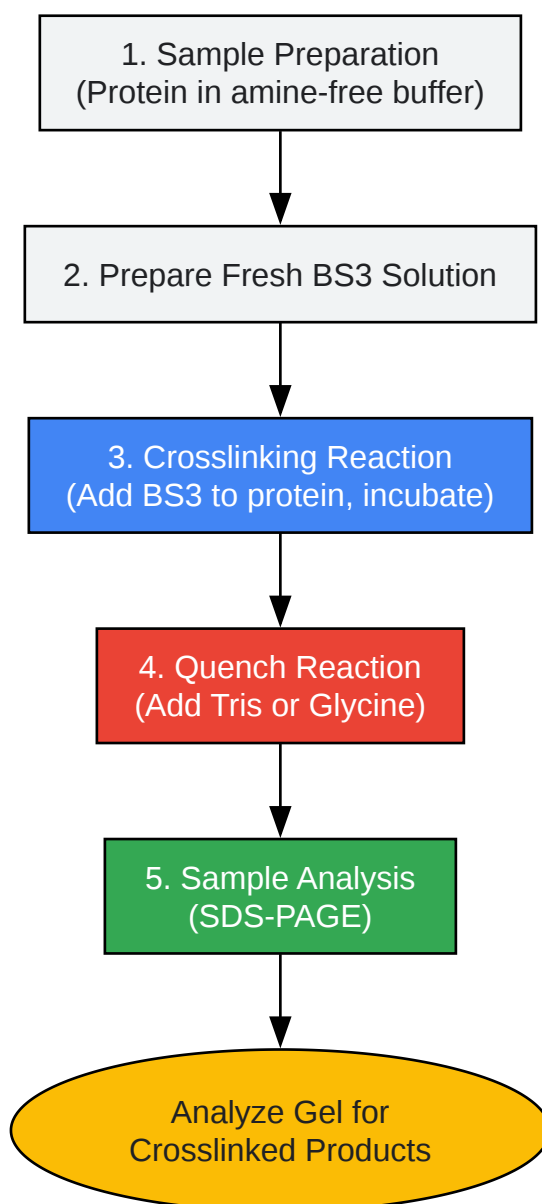 1. Sample Preparation
(Protein in amine-free buffer)
2. Prepare Fresh BS3 Solution
3. Crosslinking Reaction
(Add BS3 to protein, incubate)
4. Quench Reaction
(Add Tris or Glycine)
5. Sample Analysis
(SDS-PAGE)
Analyze Gel for
Crosslinked Products